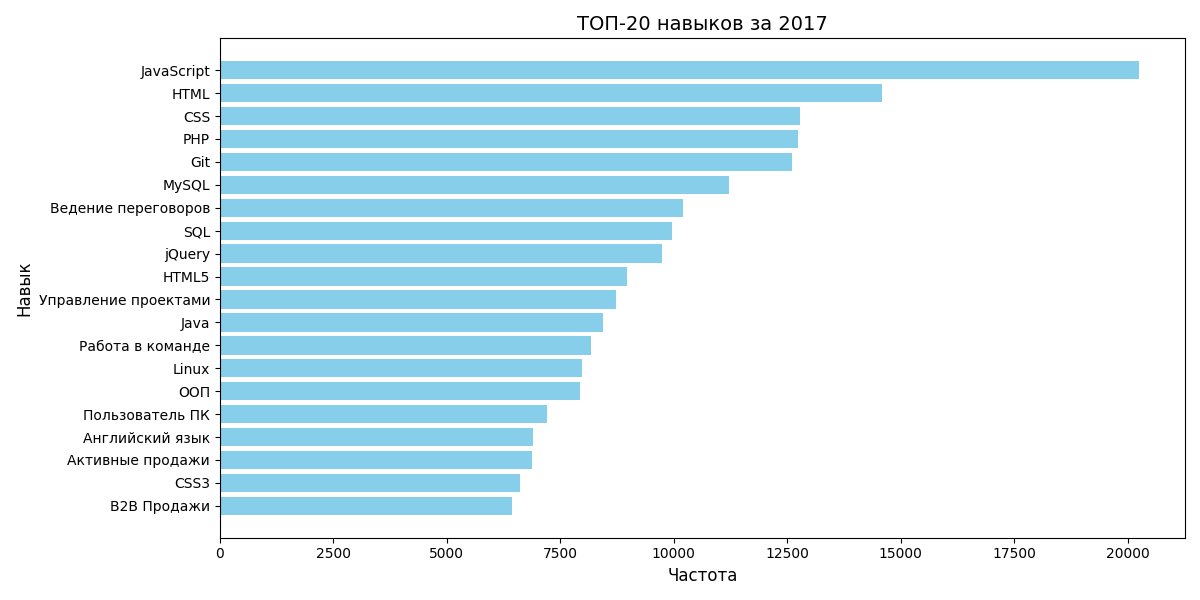 ТОП-20 навыков за 2017
JavaScript
HTML
CSS
PHP
Git
MySQL
Ведение переговоров
SQL
jQuery
HTML5
Управление проектами
Java
Работа в команде
Linux
ООП
Пользователь ПК
Английский язык
Активные продажи
CSS3
B2B Продажи
Навык
0 2500 5000 7500 10000 12500 15000 17500 20000
Частота